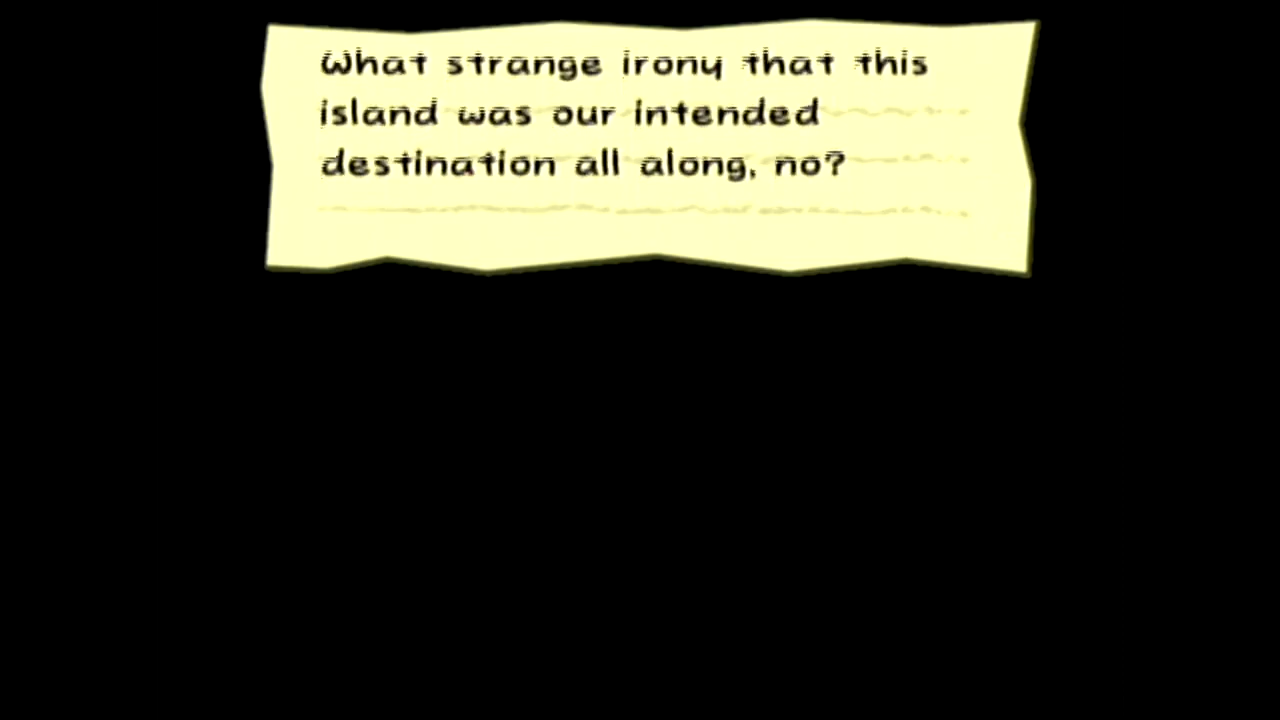 What strange irony that this
island was our intended
destination all along, no?